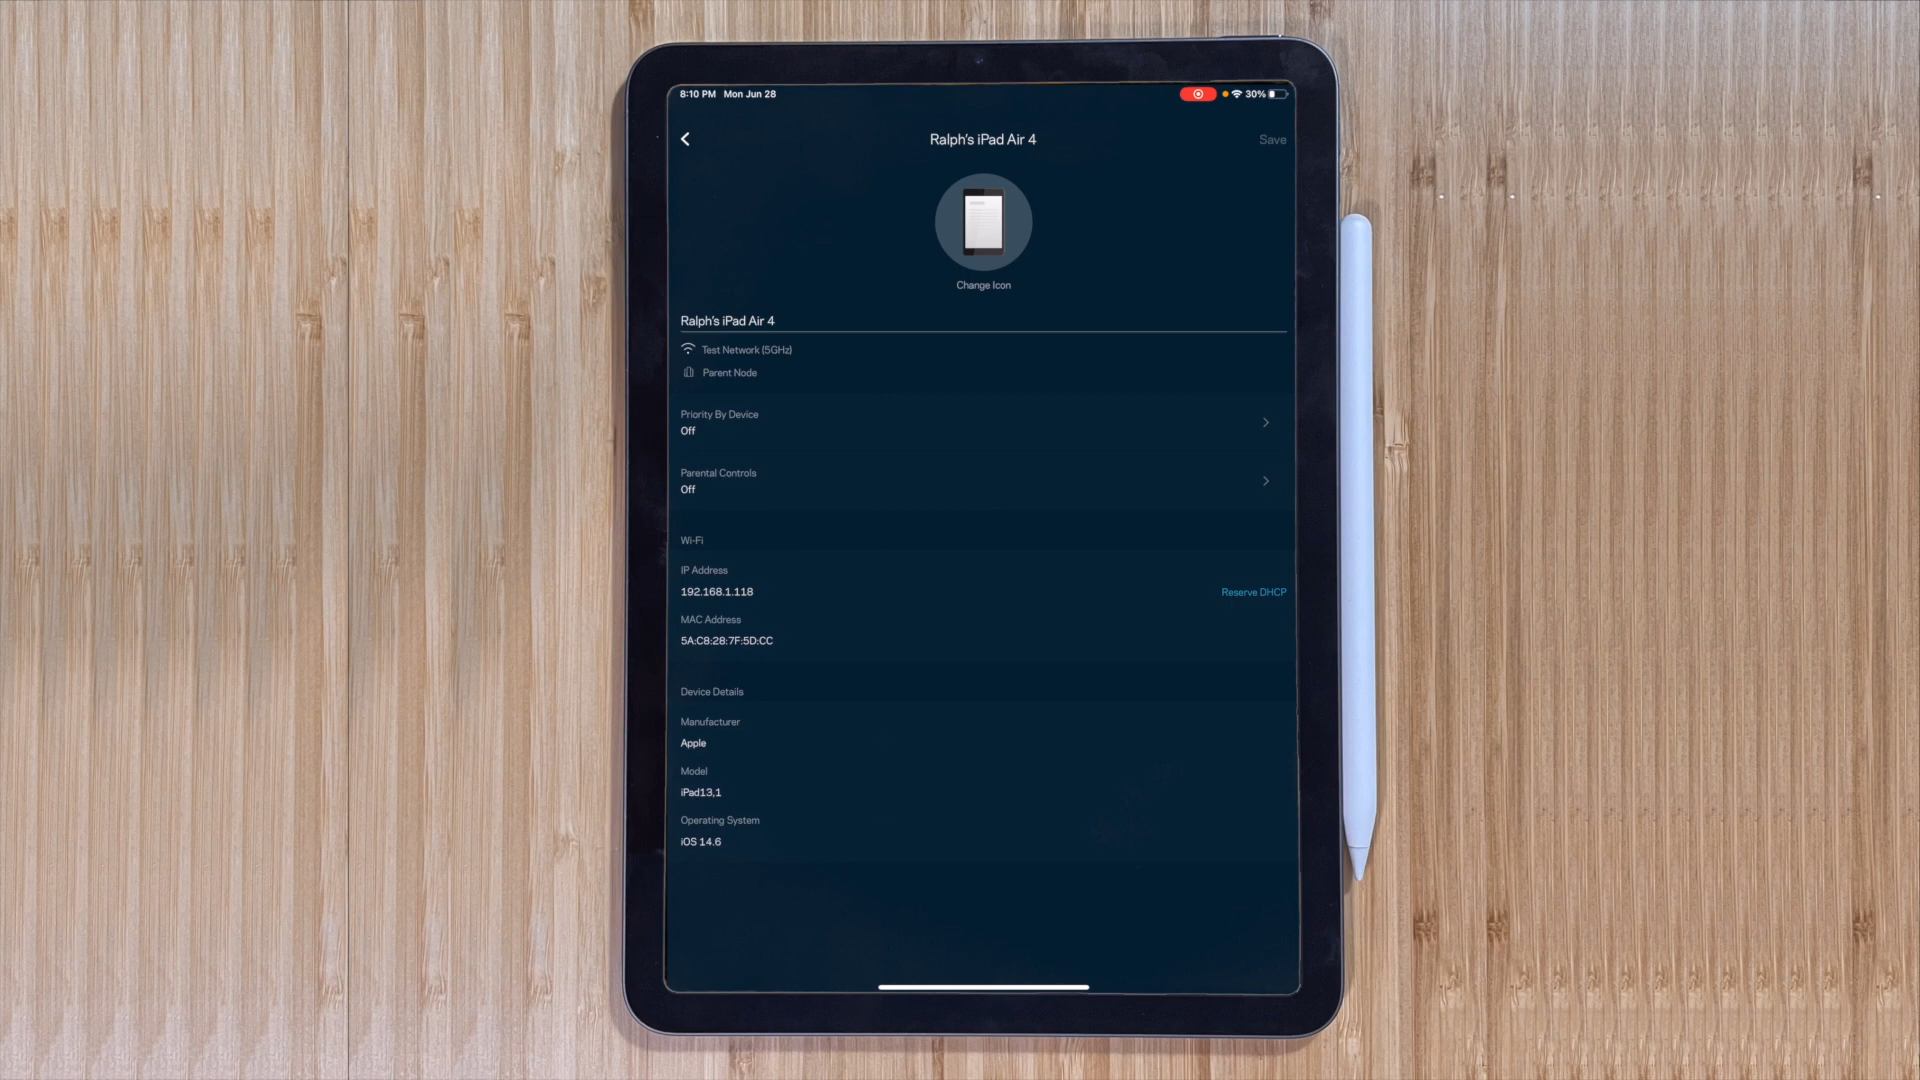 8:10 PM Mon Jun 28 30%
Ralph's iPad Air 4 Save
Change Icon
Ralph's iPad Air 4
Test Network (5GHz)
Parent Node
Priority By Device
Off
Parental Controls
Off
Wi-Fi
IP Address
192.168.1.118 Reserve DHCP
MAC Address
5A:C8:28:7F:5D:CC
Device Details
Manufacturer
Apple
Model
iPad13,1
Operating System
iOS 14.6